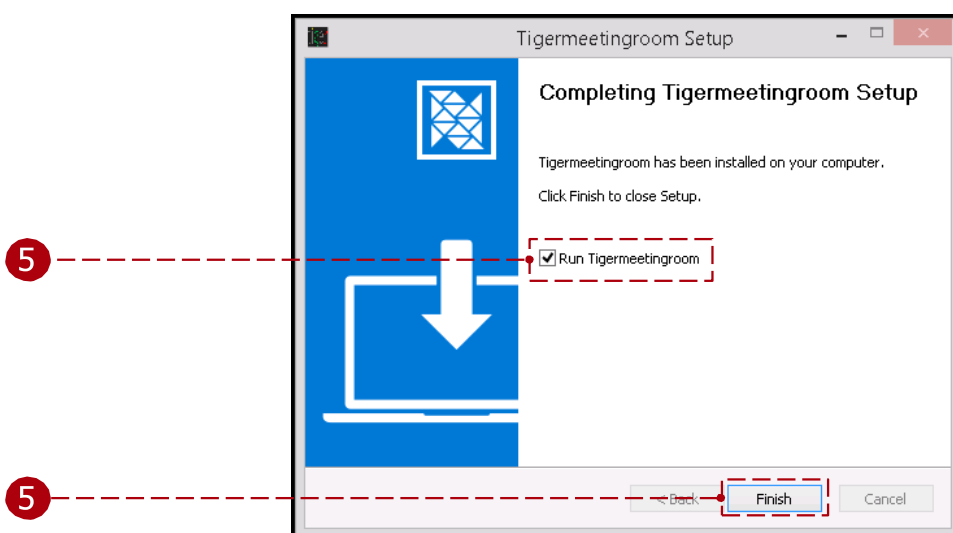 Tigermeetingroom Setup
Completing Tigermeetingroom Setup
Tigermeetingroom has been installed on your computer.
Click Finish to close Setup.
5
Run Tigermeetingroom
5
< Back Finish Cancel